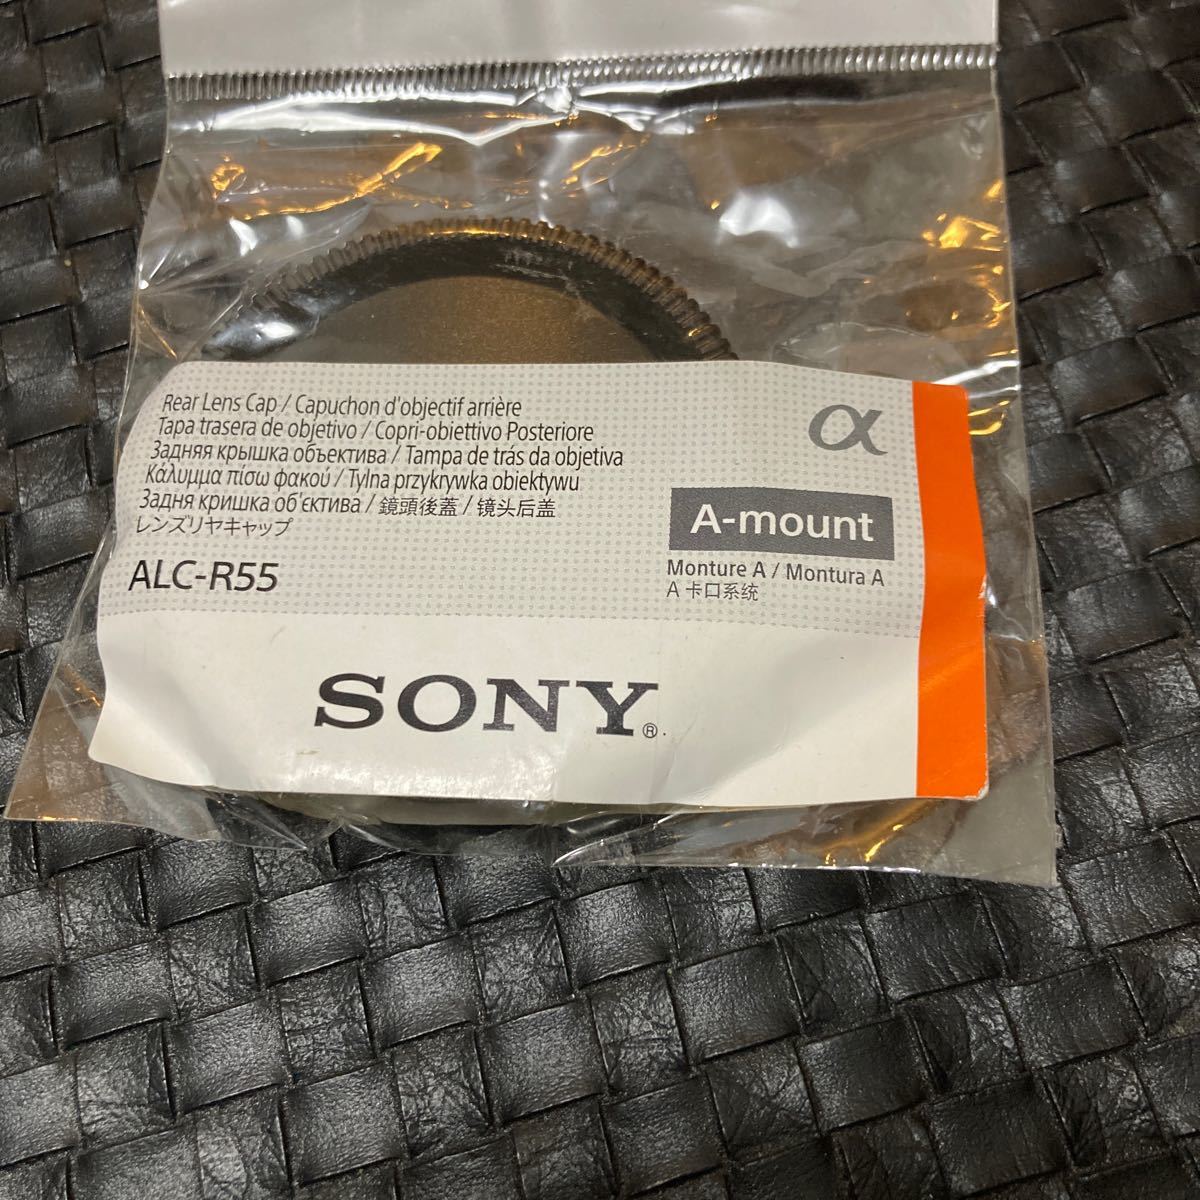 Rear Lens Cap / Capuchon d'objectif arrière
Tapa trasera de objetivo / Copri-obiettivo Posteriore
Задняя крышка объектива / Tampa de trás da objetiva
Κάλυμμα πίσω φακού / Tylna przykrywka obiektywu
Задня кришка об'єктива / 鏡頭後蓋 / 镜头后盖
レンズリヤキャップ
ALC-R55
α
A-mount
Monture A / Montura A
A 卡口系统
SONY®